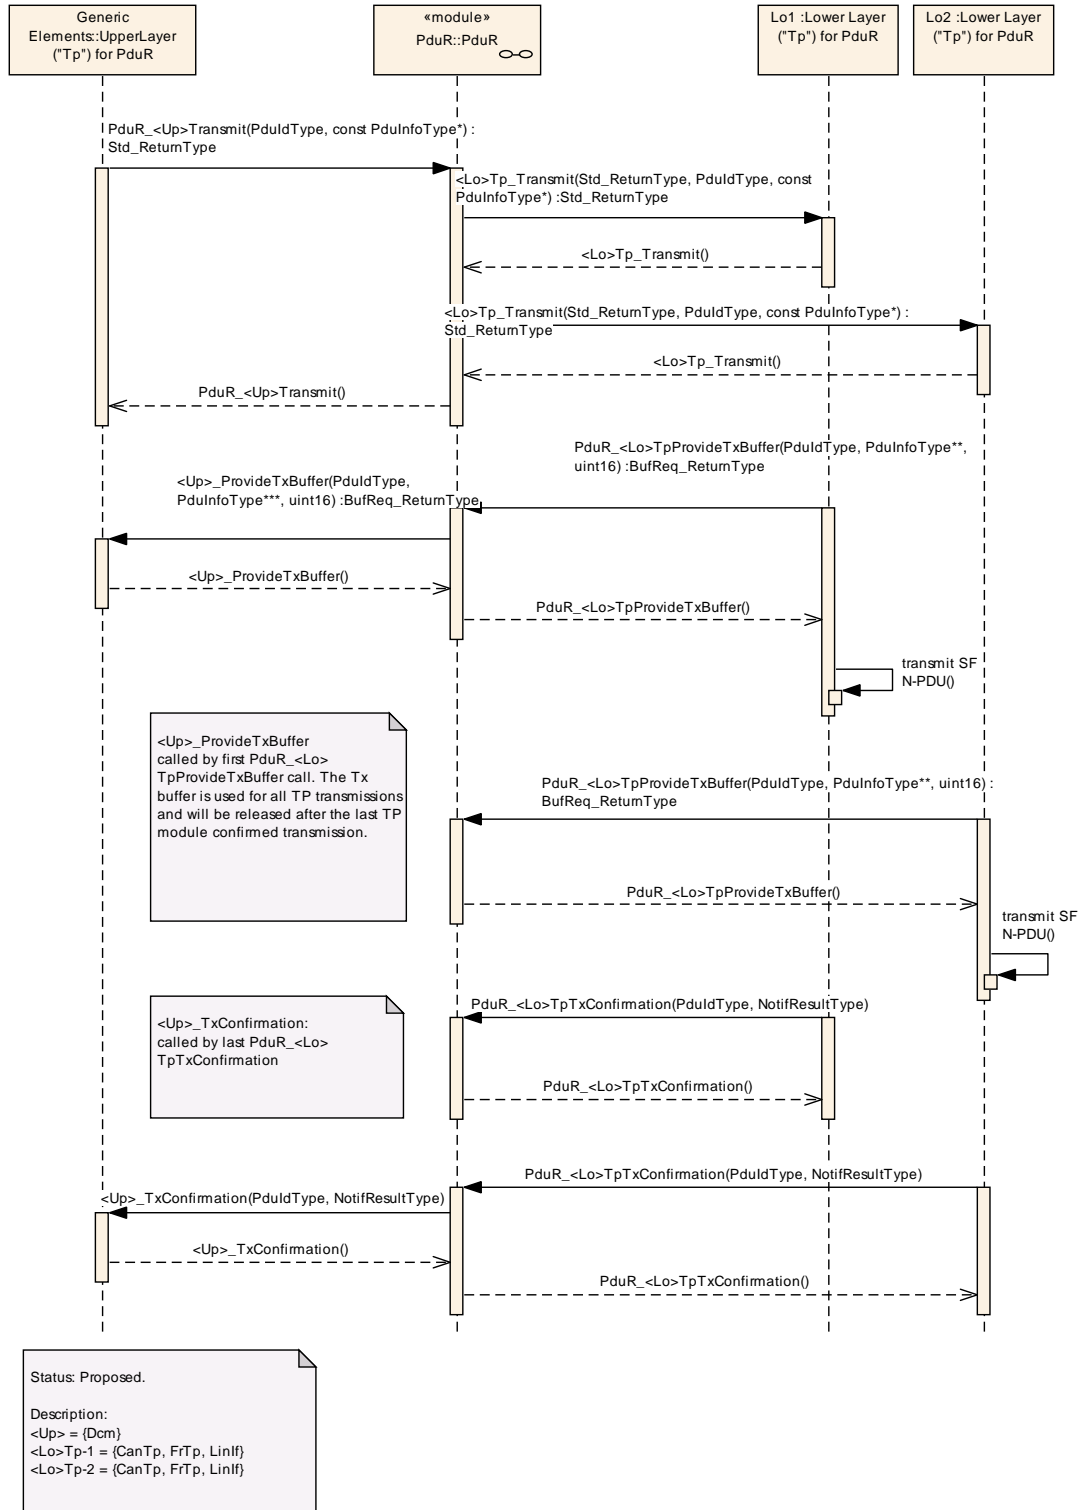 Generic
Elements::UpperLayer
("Tp") for PduR
«module»
PduR::PduR
Lo1 :Lower Layer
("Tp") for PduR
Lo2 :Lower Layer
("Tp") for PduR
PduR_<Up>Transmit(PduIdType, const PduInfoType*) :
Std_ReturnType
<Lo>Tp_Transmit(Std_ReturnType, PduIdType, const
PduInfoType*) :Std_ReturnType
<Lo>Tp_Transmit()
<Lo>Tp_Transmit(Std_ReturnType, PduIdType, const PduInfoType*) :
Std_ReturnType
<Lo>Tp_Transmit()
PduR_<Up>Transmit()
PduR_<Lo>TpProvideTxBuffer(PduIdType, PduInfoType**,
uint16) :BufReq_ReturnType
<Up>_ProvideTxBuffer(PduIdType,
PduInfoType***, uint16) :BufReq_ReturnType
<Up>_ProvideTxBuffer()
PduR_<Lo>TpProvideTxBuffer()
transmit SF
N-PDU()
<Up>_ProvideTxBuffer
called by first PduR_<Lo>
TpProvideTxBuffer call. The Tx
buffer is used for all TP transmissions
and will be released after the last TP
module confirmed transmission.
PduR_<Lo>TpProvideTxBuffer(PduIdType, PduInfoType**, uint16) :
BufReq_ReturnType
PduR_<Lo>TpProvideTxBuffer()
transmit SF
N-PDU()
<Up>_TxConfirmation:
called by last PduR_<Lo>
TpTxConfirmation
PduR_<Lo>TpTxConfirmation(PduIdType, NotifResultType)
PduR_<Lo>TpTxConfirmation()
PduR_<Lo>TpTxConfirmation(PduIdType, NotifResultType)
<Up>_TxConfirmation(PduIdType, NotifResultType)
<Up>_TxConfirmation()
PduR_<Lo>TpTxConfirmation()
Status: Proposed.
Description:
<Up> = {Dcm}
<Lo>Tp-1 = {CanTp, FrTp, LinIf}
<Lo>Tp-2 = {CanTp, FrTp, LinIf}